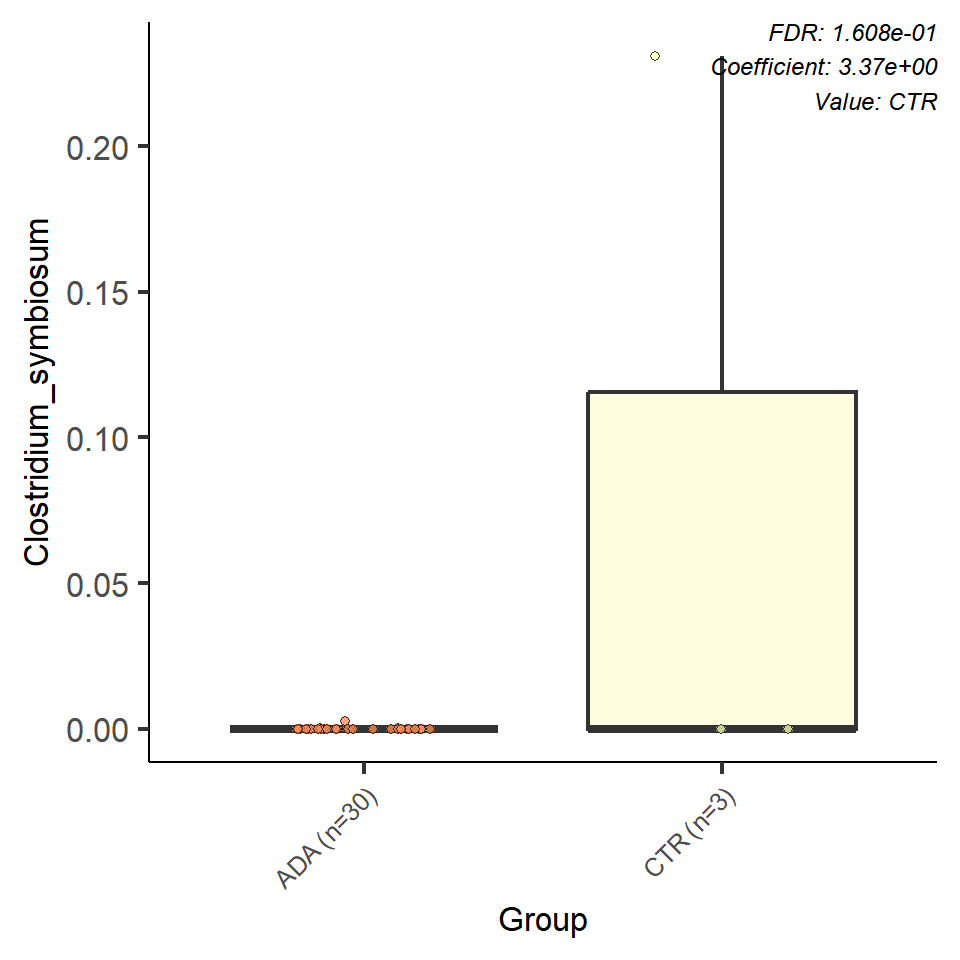 FDR: 1.608e-01
Coefficient: 3.37e+00
Value: CTR
Clostridium_symbiosum
0.20
0.15
0.10
0.05
0.00
ADA (n=30)
CTR (n=3)
Group